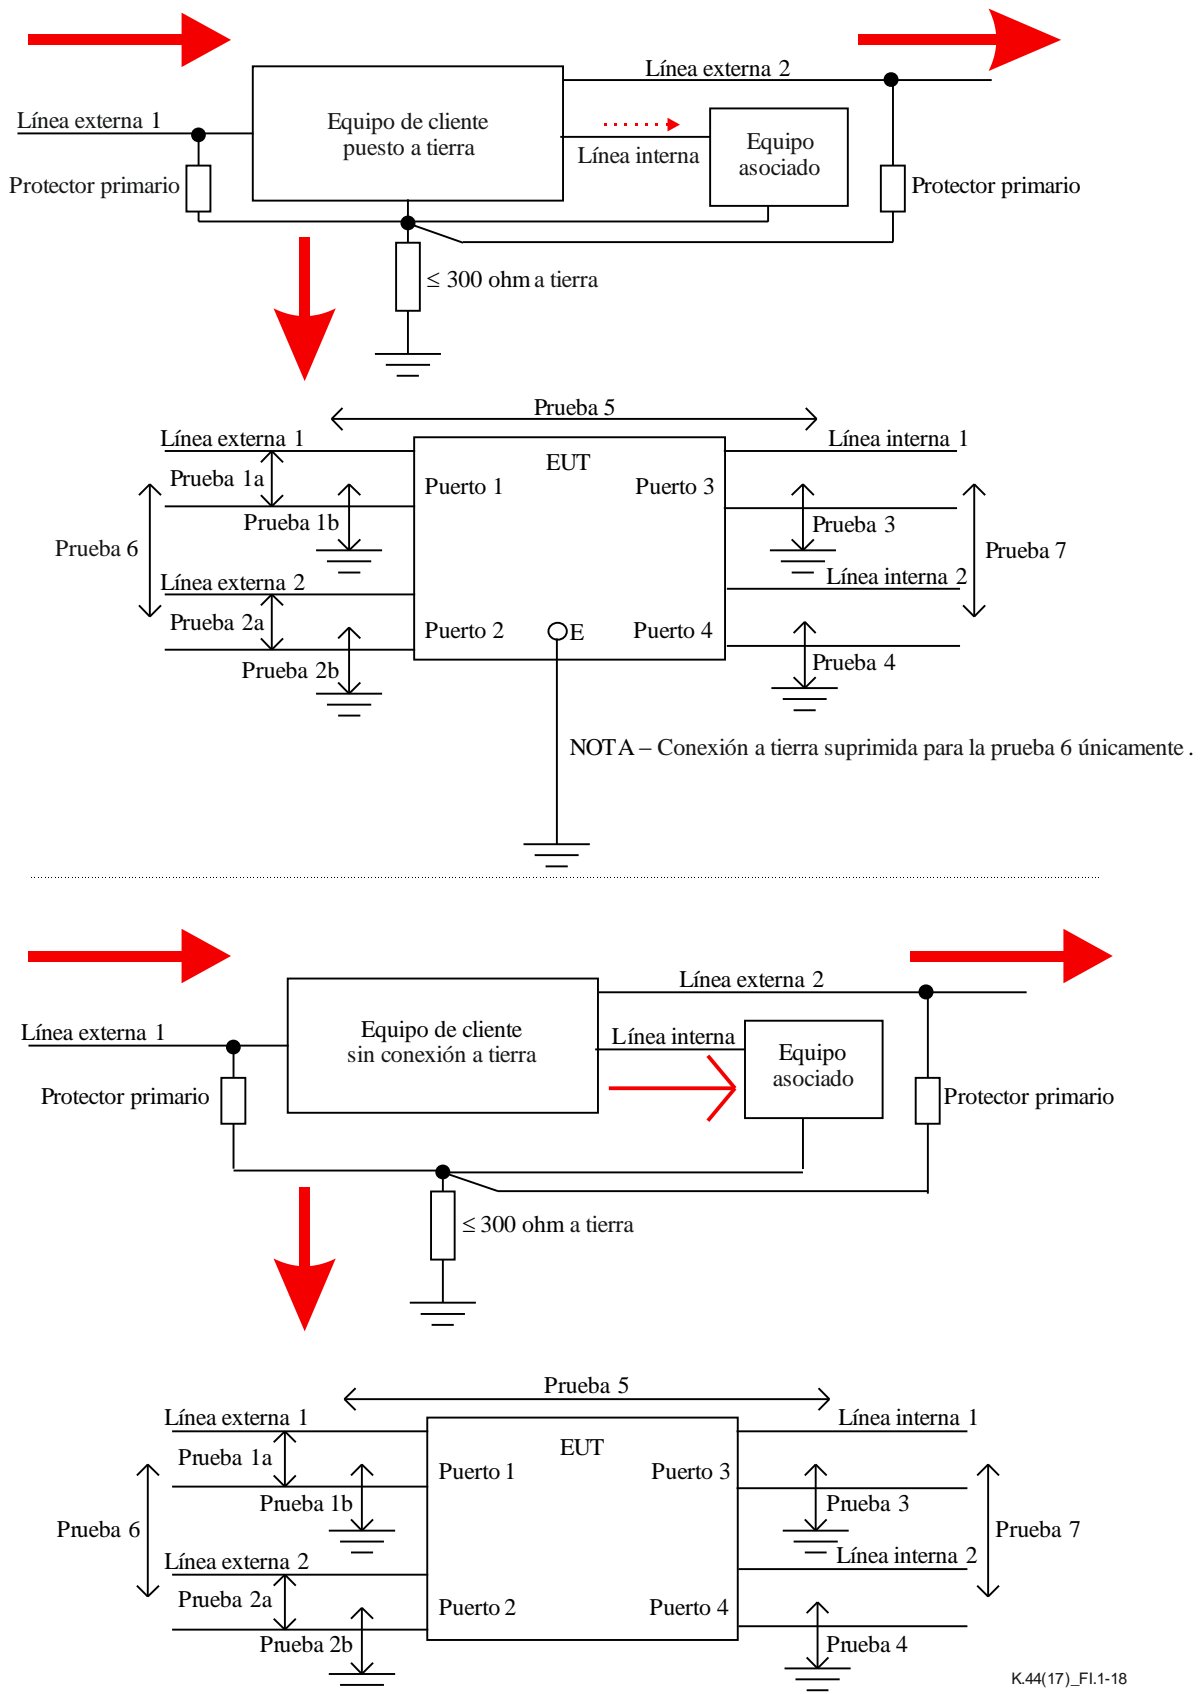 Línea externa 2
Línea externa 1
Equipo de cliente
puesto a tierra
Línea interna
Equipo
asociado
Protector primario
Protector primario
≤ 300 ohm a tierra
Prueba 5
Línea externa 1
Línea interna 1
EUT
Prueba 1a
Puerto 1
Puerto 3
Prueba 1b
Prueba 3
Prueba 6
Prueba 7
Línea externa 2
Línea interna 2
Prueba 2a
Puerto 2
E
Puerto 4
Prueba 2b
Prueba 4
NOTA – Conexión a tierra suprimida para la prueba 6 únicamente.
Línea externa 2
Línea externa 1
Equipo de cliente
sin conexión a tierra
Línea interna
Equipo
asociado
Protector primario
Protector primario
≤ 300 ohm a tierra
Prueba 5
Línea externa 1
Línea interna 1
EUT
Prueba 1a
Puerto 1
Puerto 3
Prueba 1b
Prueba 3
Prueba 6
Prueba 7
Línea externa 2
Línea interna 2
Prueba 2a
Puerto 2
Puerto 4
Prueba 2b
Prueba 4
K.44(17)_FI.1-18